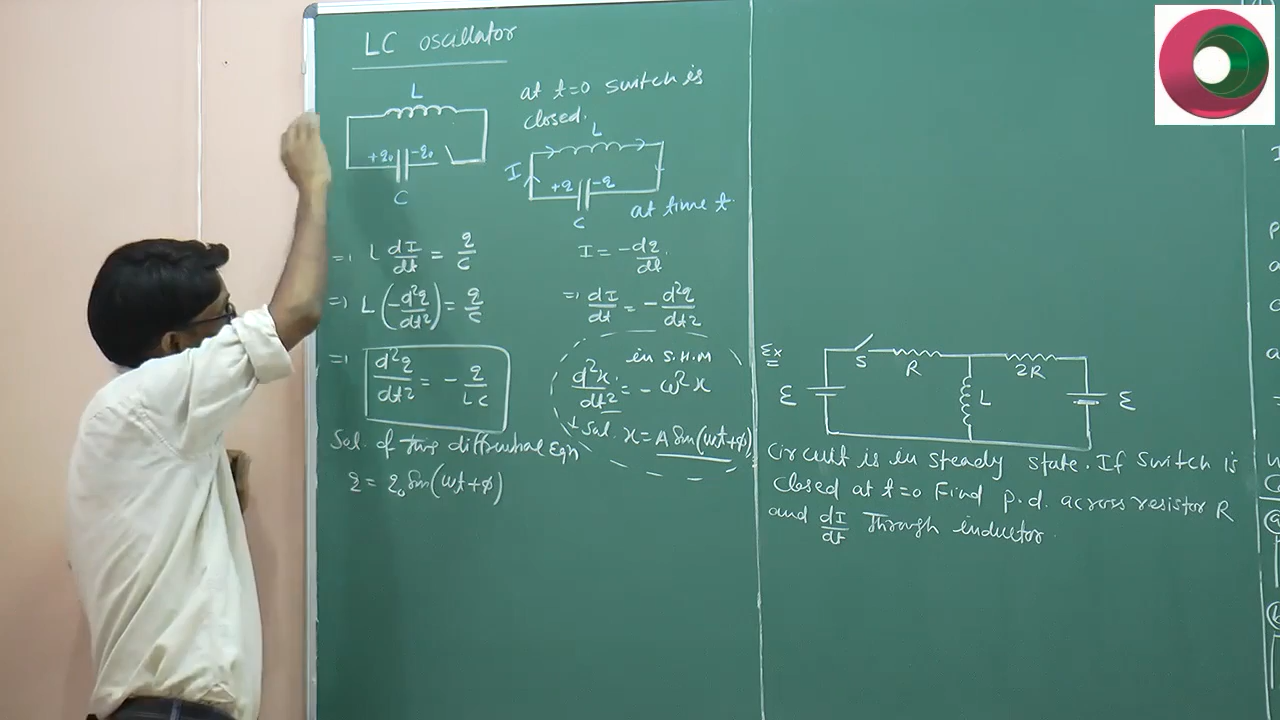 LC oscillator
at t=0 switch is
closed.
L
+q₀ -q₀
C
L
I
+q -q
C
at time t.
=) L dI/dt = q/C
I = -dq/dt.
=) L(-d²q/dt²) = q/C
=) dI/dt = -d²q/dt²
=) d²q/dt² = - q/LC
in S.H.M
d²x/dt² = -ω²x
Sol. x = A Sin(ωt+φ)
Sol. of this diffrential Eqn
q = q₀ Sin(ωt+φ)
Ex
S R 2R
ε L ε
Circuit is in steady state. If switch is
closed at t=0 Find p.d. across resistor R
and dI/dt Through inductor.